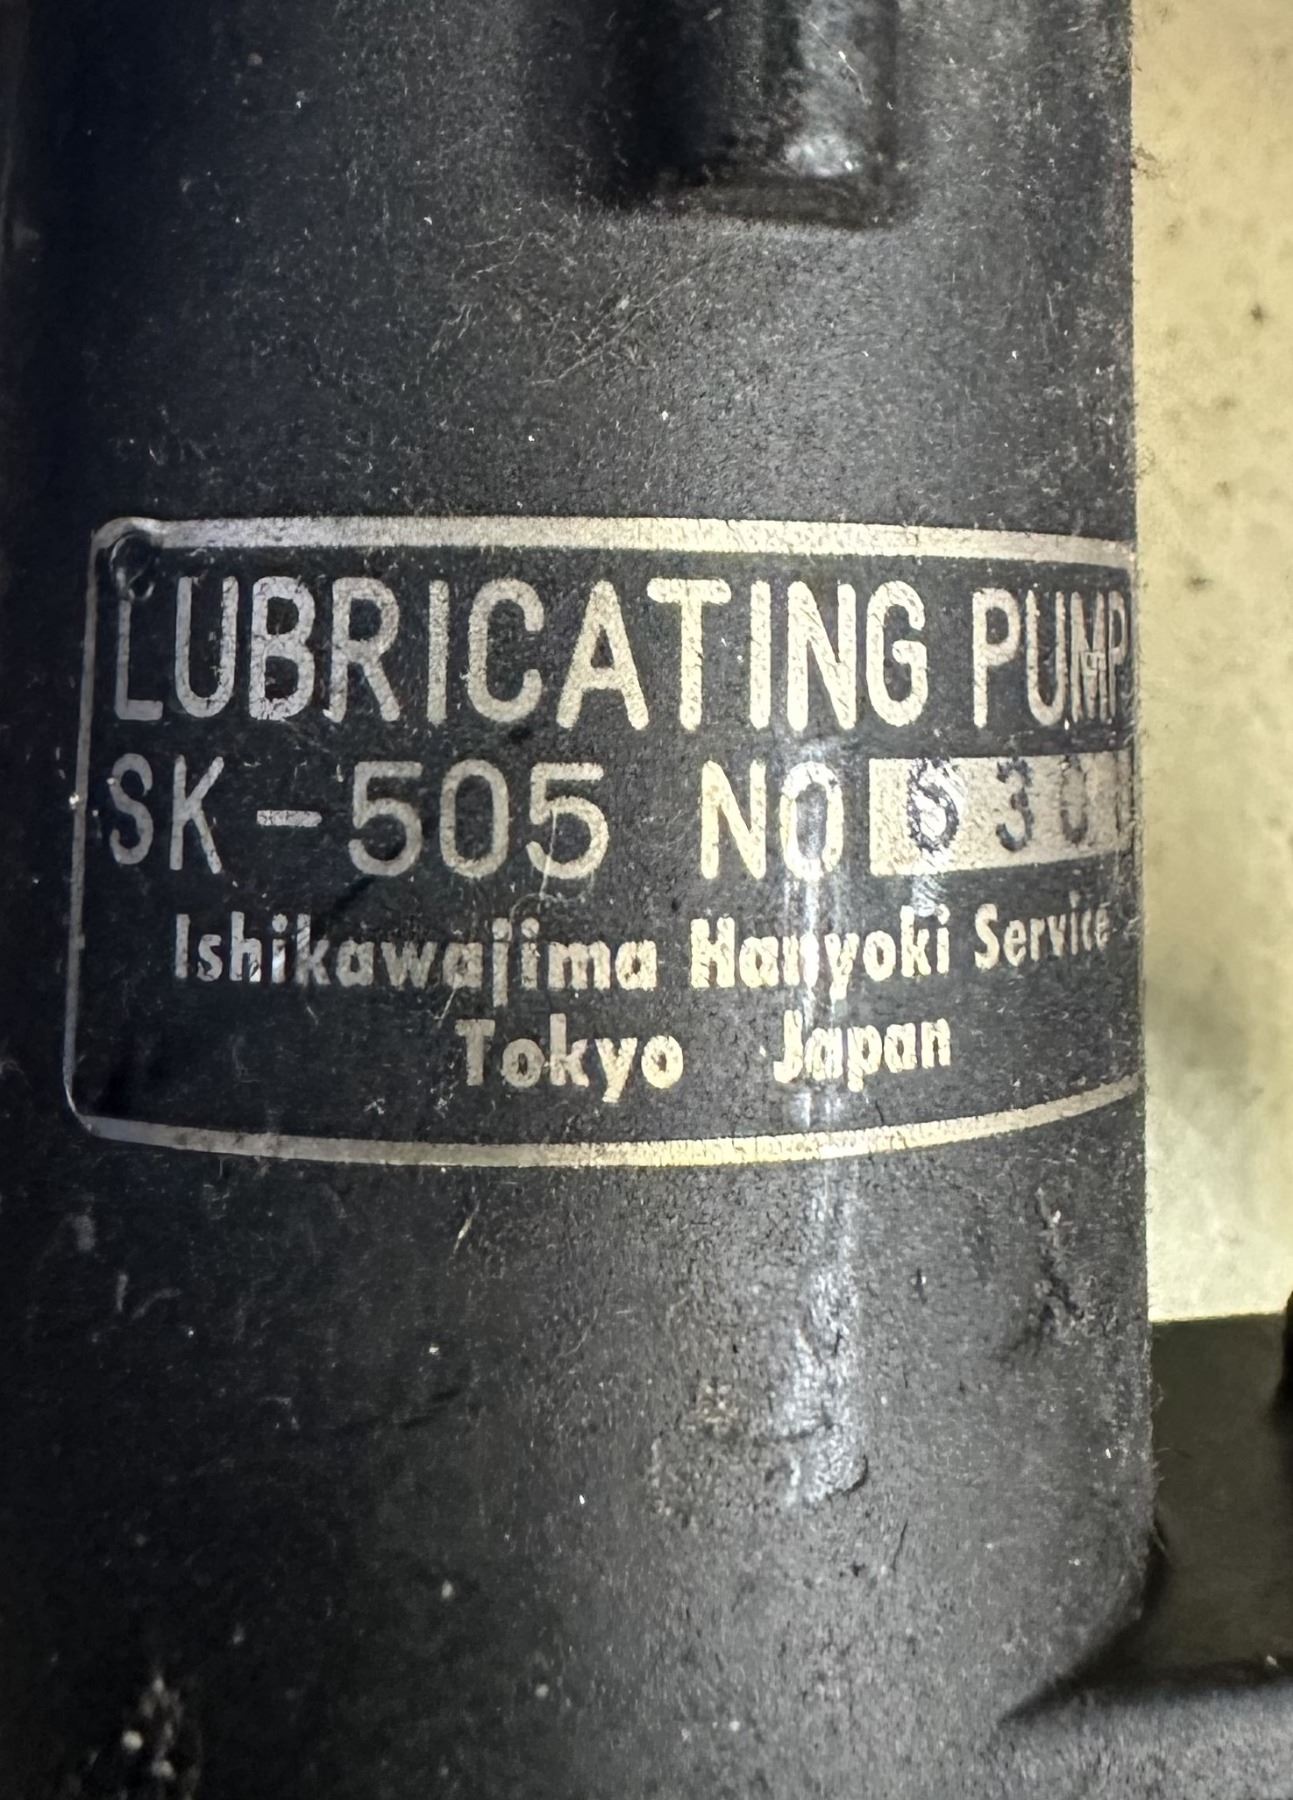 LUBRICATING PUMP
SK-505 NO
Ishikawajima Hanyoki Service
Tokyo Japan